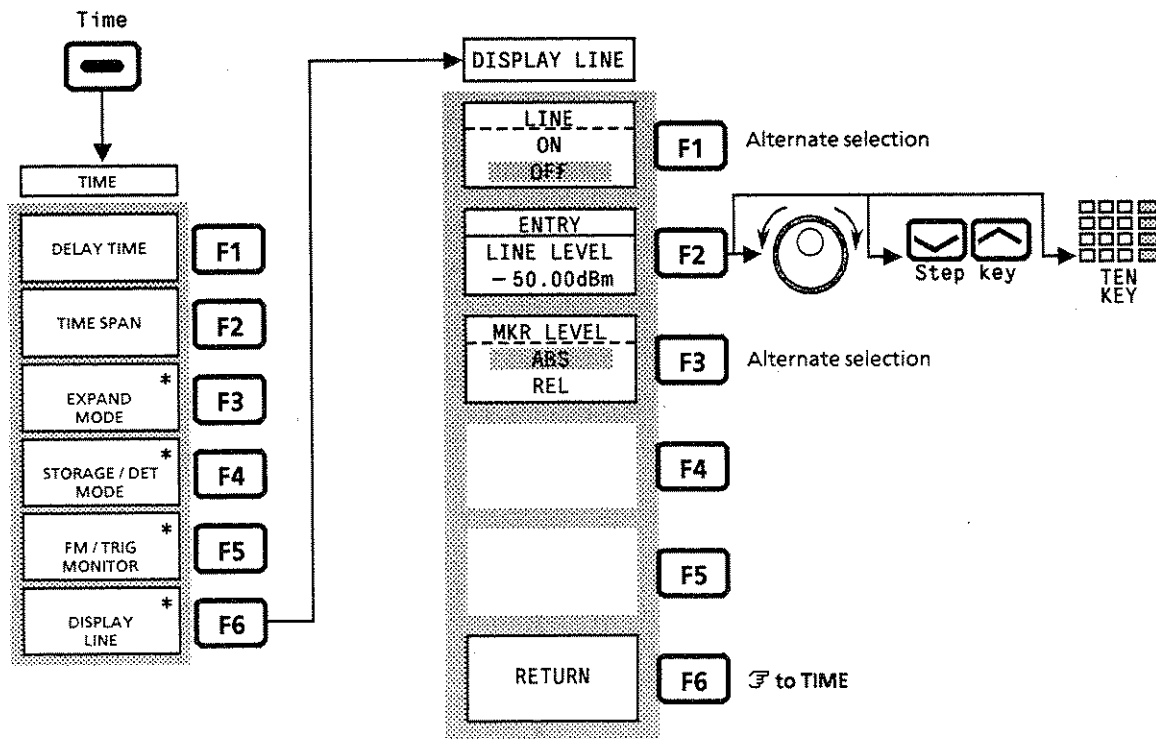 Time
TIME
DELAY TIME
F1
TIME SPAN
F2
*
EXPAND
MODE
F3
*
STORAGE / DET
MODE
F4
*
FM / TRIG
MONITOR
F5
*
DISPLAY
LINE
F6
DISPLAY LINE
LINE
ON
OFF
F1
Alternate selection
ENTRY
LINE LEVEL
-50.00dBm
F2
Step key
TEN
KEY
MKR LEVEL
ABS
REL
F3
Alternate selection
F4
F5
RETURN
F6
☞ to TIME